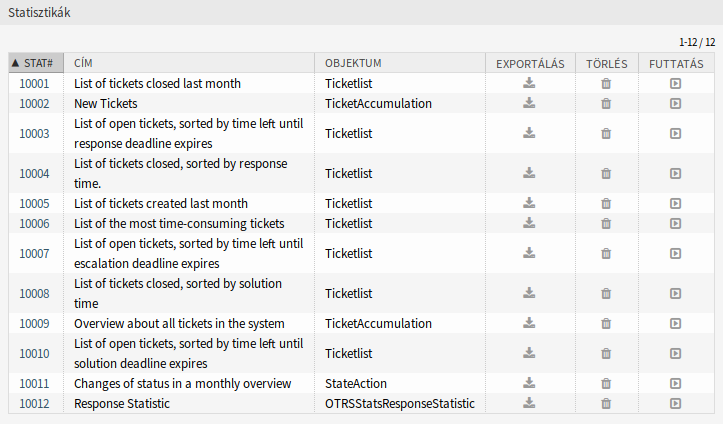 Statisztikák
1-12 / 12
▲ STAT# CÍM OBJEKTUM EXPORTÁLÁS TÖRLÉS FUTTATÁS
10001 List of tickets closed last month Ticketlist
10002 New Tickets TicketAccumulation
10003 List of open tickets, sorted by time left until
response deadline expires Ticketlist
10004 List of tickets closed, sorted by response
time. Ticketlist
10005 List of tickets created last month Ticketlist
10006 List of the most time-consuming tickets Ticketlist
10007 List of open tickets, sorted by time left until
escalation deadline expires Ticketlist
10008 List of tickets closed, sorted by solution
time Ticketlist
10009 Overview about all tickets in the system TicketAccumulation
10010 List of open tickets, sorted by time left until
solution deadline expires Ticketlist
10011 Changes of status in a monthly overview StateAction
10012 Response Statistic OTRSStatsResponseStatistic